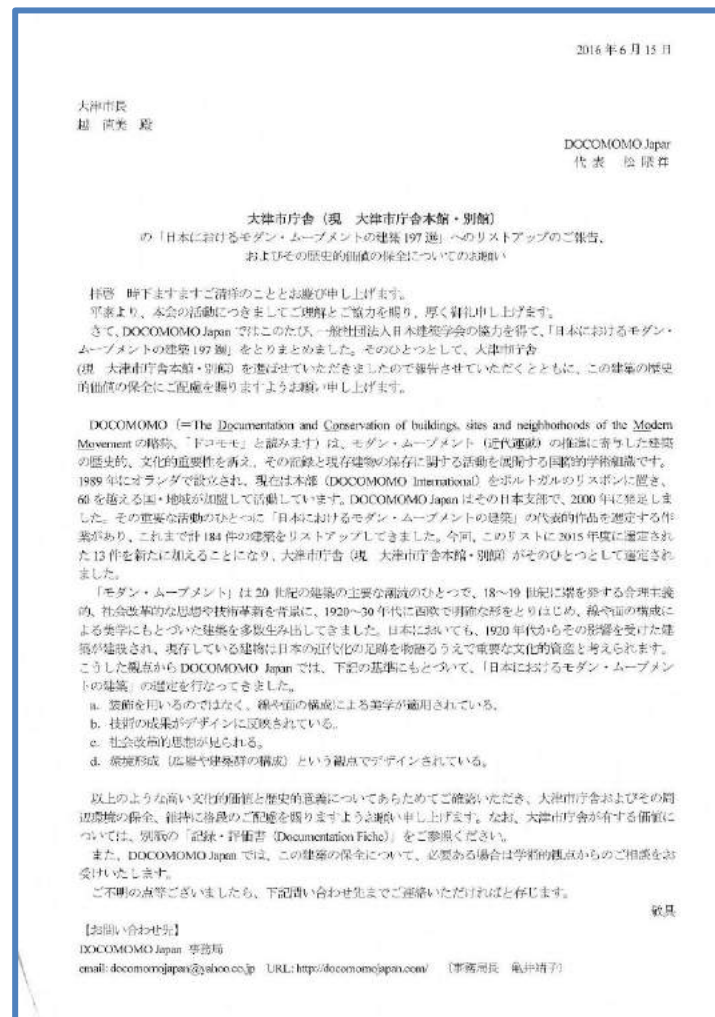 2016年6月15日
大津市長
越 直美 殿
DOCOMOMO Japan
代表 松隈洋
大津市庁舎（現 大津市庁舎本館・別館）
の「日本におけるモダン・ムーブメントの建築197選」へのリストアップのご報告、
およびその歴史的価値の保全についてのお願い
拝啓 時下ますますご清祥のこととお慶び申し上げます。
平素より、本会の活動につきましてご理解とご協力を賜り、厚く御礼申し上げます。
さて、DOCOMOMO Japanではこのたび、一般社団法人日本建築学会の協力を得て、「日本におけるモダン・
ムーブメントの建築197選」をとりまとめました。そのひとつとして、大津市庁舎
(現 大津市庁舎本館・別館）を選ばせていただきましたので報告させていただくとともに、この建築の歴史
的価値の保全にご配慮を賜りますようお願い申し上げます。
DOCOMOMO（＝The Documentation and Conservation of buildings, sites and neighborhoods of the Modern
Movementの略称、「ドコモモ」と読みます）は、モダン・ムーブメント（近代運動）の推進に寄与した建築
の歴史的、文化的重要性を訴え、その記録と現存建物の保存に関する活動を展開する国際的学術組織です。
1989年にオランダで設立され、現在は本部（DOCOMOMO International）をポルトガルのリスボンに置き、
60を越える国・地域が加盟して活動しています。DOCOMOMO Japanはその日本支部で、2000年に発足しま
した。その重要な活動のひとつに「日本におけるモダン・ムーブメントの建築」の代表的作品を選定する作
業があり、これまで計184件の建築をリストアップしてきました。今回、このリストに2015年度に選定され
た13件を新たに加えることになり、大津市庁舎（現 大津市庁舎本館・別館）がそのひとつとして選定され
ました。
「モダン・ムーブメント」は20世紀の建築の主要な潮流のひとつで、18～19世紀に端を発する合理主義
的、社会改革的な思想や技術革新を背景に、1920～30年代に西欧で明確な形をとりはじめ、線や面の構成に
よる美学にもとづいた建築を多数生み出してきました。日本においても、1920年代からその影響を受けた建
築が建設され、現存している建物は日本の近代化の足跡を物語るうえで重要な文化的資産と考えられます。
こうした観点からDOCOMOMO Japanでは、下記の基準にもとづいて、「日本におけるモダン・ムーブメン
トの建築」の選定を行なってきました。
a. 装飾を用いるのではなく、線や面の構成による美学が適用されている。
b. 技術の成果がデザインに反映されている。
c. 社会改革的思想が見られる。
d. 環境形成（広場や建築群の構成）という観点でデザインされている。
以上のような高い文化的価値と歴史的意義についてあらためてご確認いただき、大津市庁舎およびその周
辺環境の保全、維持に格段のご配慮を賜りますようお願い申し上げます。なお、大津市庁舎が有する価値に
ついては、別紙の「記録・評価書（Documentation Fiche）」をご参照ください。
また、DOCOMOMO Japanでは、この建築の保全について、必要ある場合は学術的観点からのご相談をお
受けいたします。
ご不明の点等ございましたら、下記問い合わせ先までご連絡いただければと存じます。
敬具
【お問い合わせ先】
DOCOMOMO Japan 事務局
email: docomomojapan@yahoo.co.jp URL: http://docomomojapan.com/ （事務局長 亀井靖子）